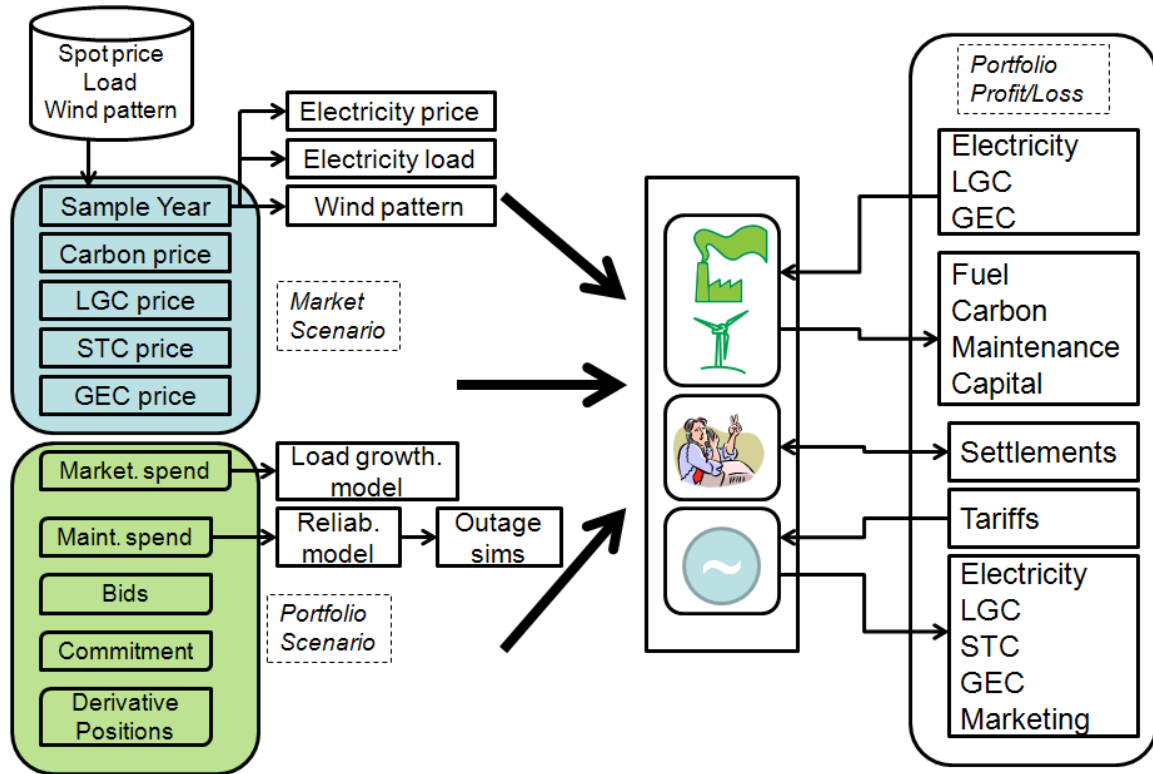 Spot price
Load
Wind pattern
Electricity price
Electricity load
Wind pattern
Sample Year
Carbon price
LGC price
STC price
GEC price
Market
Scenario
Market. spend
Load growth.
model
Maint. spend
Reliab.
model
Outage
sims
Bids
Commitment
Derivative
Positions
Portfolio
Scenario
~
Portfolio
Profit/Loss
Electricity
LGC
GEC
Fuel
Carbon
Maintenance
Capital
Settlements
Tariffs
Electricity
LGC
STC
GEC
Marketing